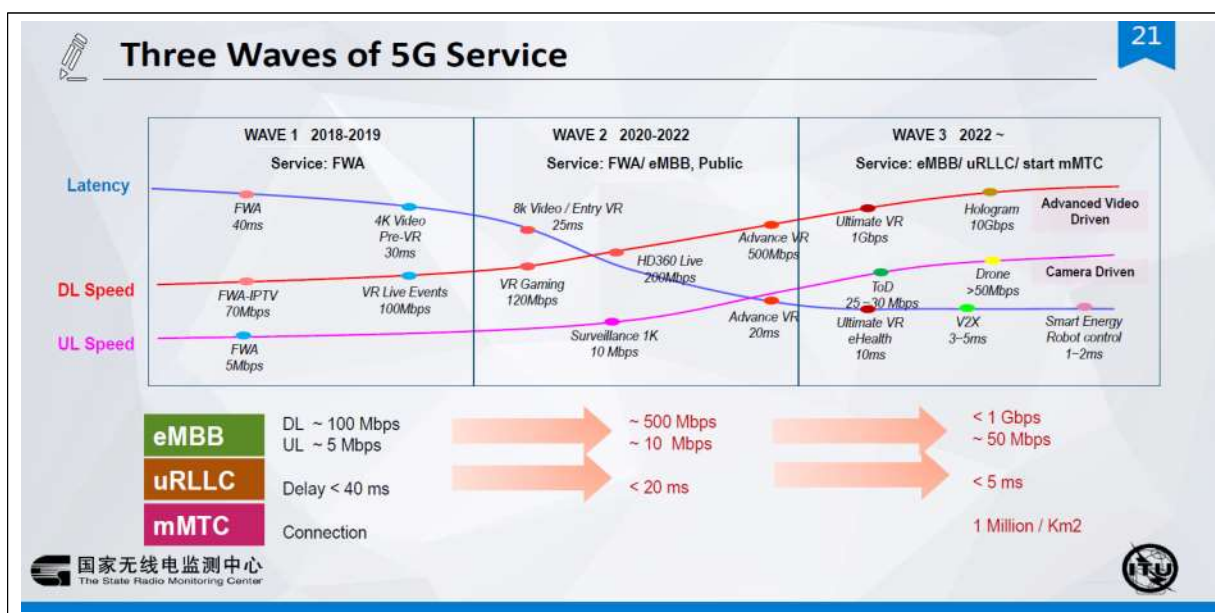 21
Three Waves of 5G Service
WAVE 1 2018-2019
Service: FWA
WAVE 2 2020-2022
Service: FWA/ eMBB, Public
WAVE 3 2022 ~
Service: eMBB/ uRLLC/ start mMTC
Latency
DL Speed
UL Speed
FWA
40ms
4K Video
Pre-VR
30ms
FWA-IPTV
70Mbps
VR Live Events
100Mbps
FWA
5Mbps
8k Video / Entry VR
25ms
VR Gaming
120Mbps
HD360 Live
200Mbps
Advance VR
500Mbps
Surveillance 1K
10 Mbps
Advance VR
20ms
Ultimate VR
1Gbps
Hologram
10Gbps
Advanced Video
Driven
ToD
25~30 Mbps
Drone
>50Mbps
Camera Driven
Ultimate VR
eHealth
10ms
V2X
3~5ms
Smart Energy
Robot control
1~2ms
eMBB
DL ~ 100 Mbps
UL ~ 5 Mbps
~ 500 Mbps
~ 10 Mbps
< 1 Gbps
~ 50 Mbps
uRLLC
Delay < 40 ms
< 20 ms
< 5 ms
mMTC
Connection
1 Million / Km2
国家无线电监测中心
The State Radio Monitoring Center
ITU